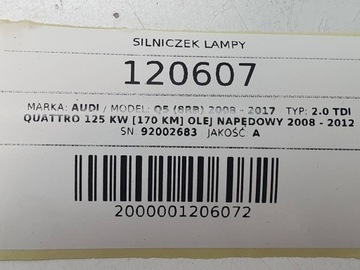 SILNICZEK LAMPY
120607
MARKA: AUDI / MODEL: Q5 (8RB) 2008 - 2017 TYP: 2.0 TDI
QUATTRO 125 KW [170 KM] OLEJ NAPĘDOWY 2008 - 2012
SN: 92002683 JAKOŚĆ: A
2000001206072